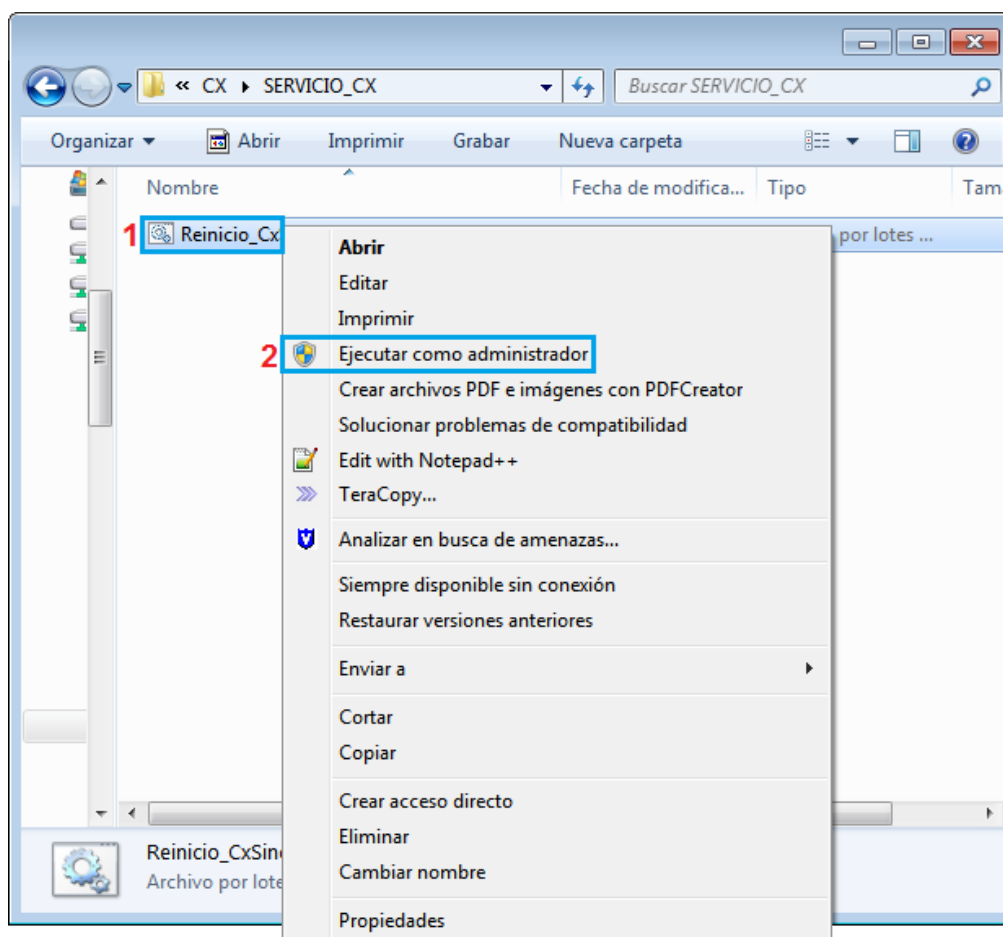 « CX ▸ SERVICIO_CX
Buscar SERVICIO_CX
Organizar Abrir Imprimir Grabar Nueva carpeta
Nombre Fecha de modifica... Tipo Tam
1 Reinicio_Cx por lotes ...
Abrir
Editar
Imprimir
2 Ejecutar como administrador
Crear archivos PDF e imágenes con PDFCreator
Solucionar problemas de compatibilidad
Edit with Notepad++
TeraCopy...
Analizar en busca de amenazas...
Siempre disponible sin conexión
Restaurar versiones anteriores
Enviar a
Cortar
Copiar
Crear acceso directo
Eliminar
Cambiar nombre
Propiedades
Reinicio_CxSin
Archivo por lote